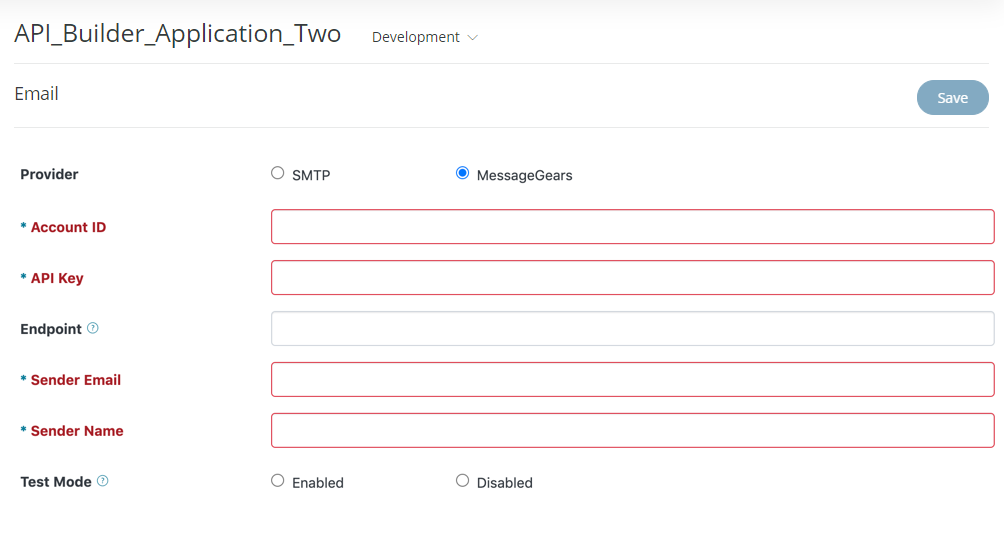 API_Builder_Application_Two Development
Email Save
Provider SMTP MessageGears
* Account ID
* API Key
Endpoint ?
* Sender Email
* Sender Name
Test Mode ? Enabled Disabled